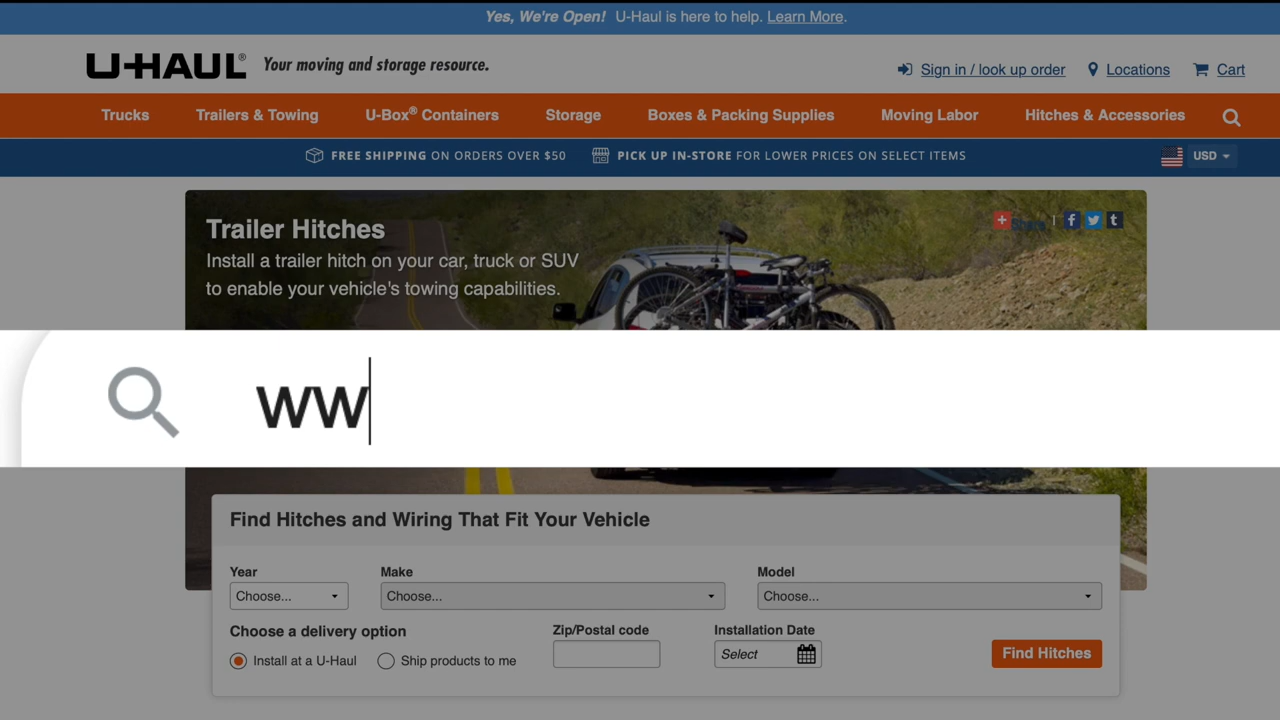 Yes, We're Open! U-Haul is here to help. Learn More.
U-HAUL® Your moving and storage resource.
Sign in / look up order Locations Cart
Trucks Trailers & Towing U-Box® Containers Storage Boxes & Packing Supplies Moving Labor Hitches & Accessories
FREE SHIPPING ON ORDERS OVER $50 PICK UP IN-STORE FOR LOWER PRICES ON SELECT ITEMS USD
Trailer Hitches
Share
Install a trailer hitch on your car, truck or SUV
to enable your vehicle's towing capabilities.
ww
Find Hitches and Wiring That Fit Your Vehicle
Year Make Model
Choose... Choose... Choose...
Choose a delivery option Zip/Postal code Installation Date
Install at a U-Haul Ship products to me Select Find Hitches